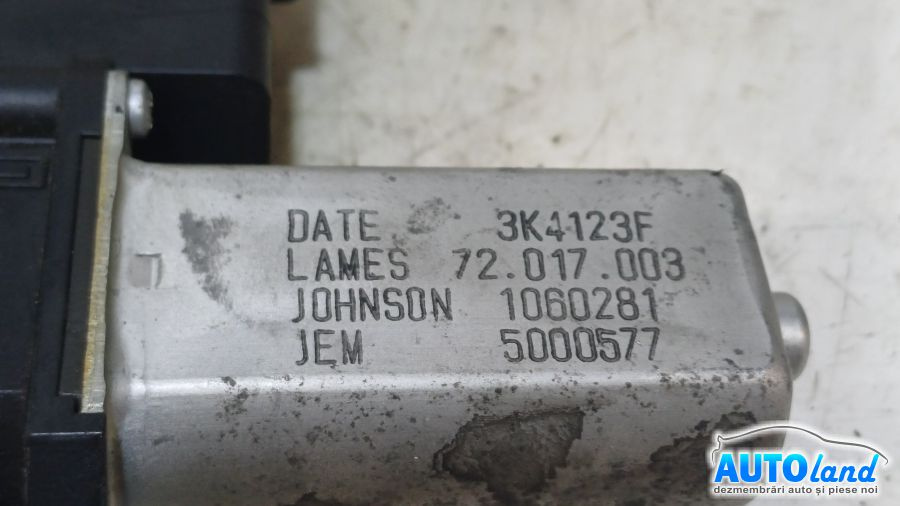 DATE 3K4123F
LAMES 72.017.003
JOHNSON 1060281
JEM 5000577
AUTOland
dezmembrări auto și piese noi